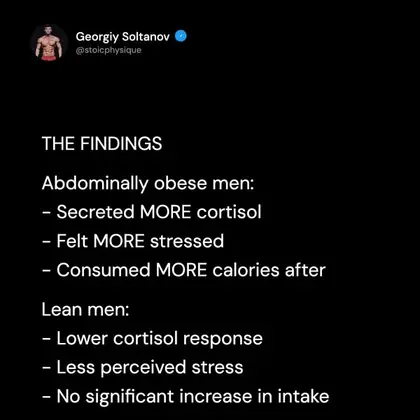 Georgiy Soltanov
@stoicphysique
THE FINDINGS
Abdominally obese men:
- Secreted MORE cortisol
- Felt MORE stressed
- Consumed MORE calories after
Lean men:
- Lower cortisol response
- Less perceived stress
- No significant increase in intake